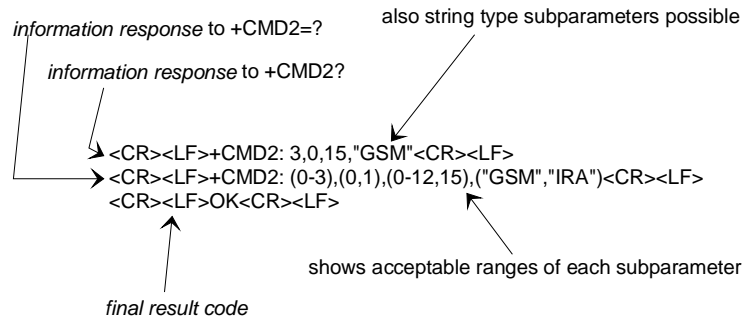 also string type subparameters possible
information response to +CMD2=?
information response to +CMD2?
<CR><LF>+CMD2: 3,0,15,"GSM"<CR><LF>
<CR><LF>+CMD2: (0-3),(0,1),(0-12,15),("GSM","IRA")<CR><LF>
<CR><LF>OK<CR><LF>
shows acceptable ranges of each subparameter
final result code